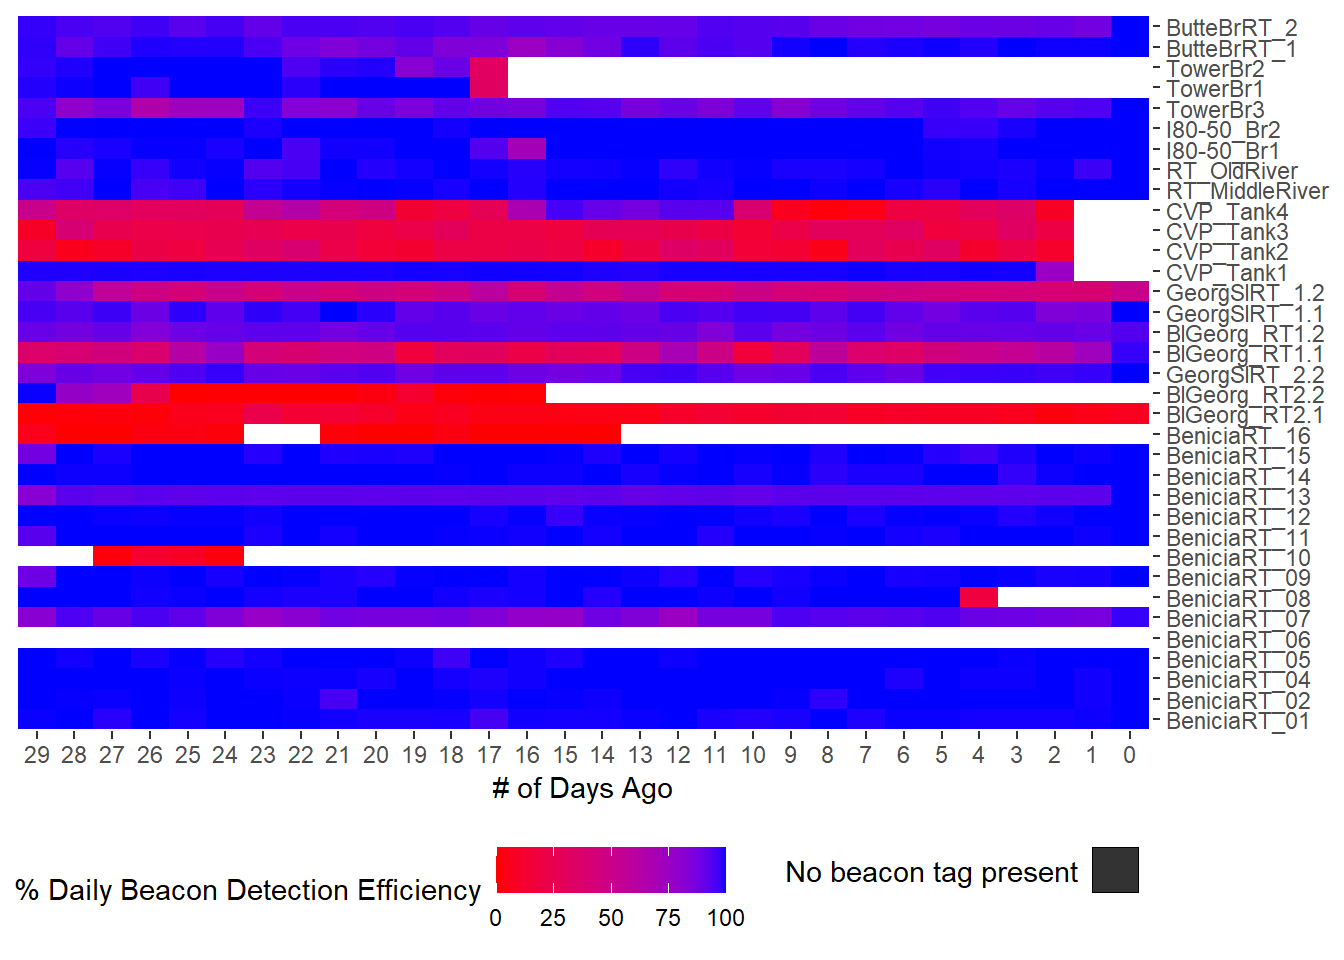 ButteBrRT_2
ButteBrRT_1
TowerBr2
TowerBr1
TowerBr3
I80-50_Br2
I80-50_Br1
RT_OldRiver
RT_MiddleRiver
CVP_Tank4
CVP_Tank3
CVP_Tank2
CVP_Tank1
GeorgSlRT_1.2
GeorgSlRT_1.1
BlGeorg_RT1.2
BlGeorg_RT1.1
GeorgSlRT_2.2
BlGeorg_RT2.2
BlGeorg_RT2.1
BeniciaRT_16
BeniciaRT_15
BeniciaRT_14
BeniciaRT_13
BeniciaRT_12
BeniciaRT_11
BeniciaRT_10
BeniciaRT_09
BeniciaRT_08
BeniciaRT_07
BeniciaRT_06
BeniciaRT_05
BeniciaRT_04
BeniciaRT_02
BeniciaRT_01
29 28 27 26 25 24 23 22 21 20 19 18 17 16 15 14 13 12 11 10 9 8 7 6 5 4 3 2 1 0
# of Days Ago
% Daily Beacon Detection Efficiency
0 25 50 75 100
No beacon tag present